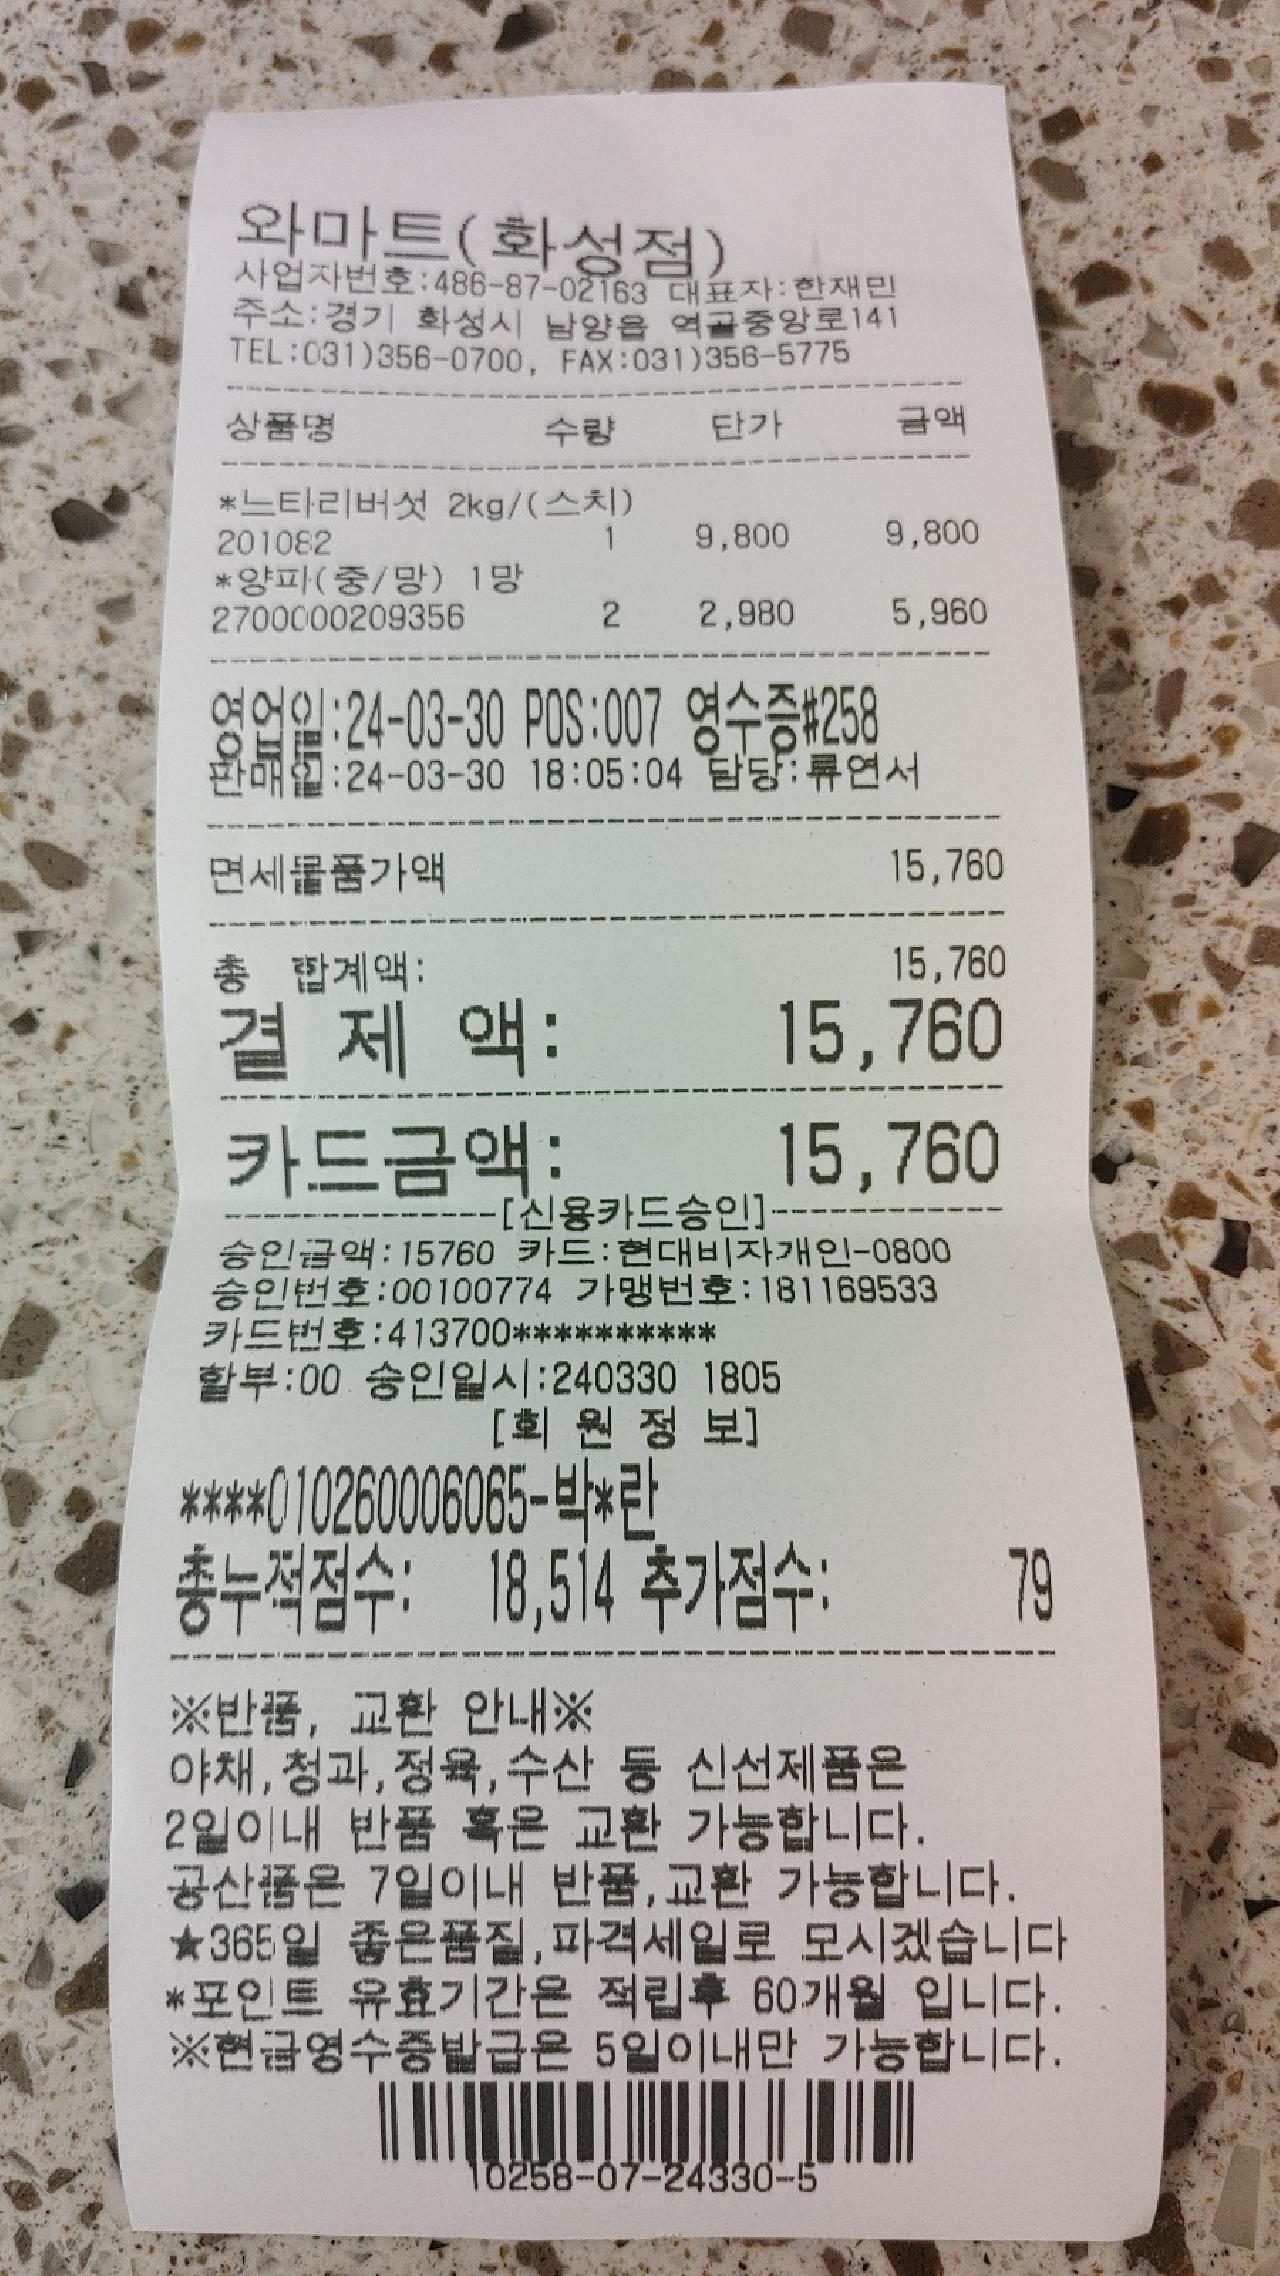 와마트(화성점)
사업자번호:486-87-02163 대표자:한재민
주소:경기 화성시 남양읍 역골중앙로141
TEL:031)356-0700, FAX:031)356-5775
상품명 수량 단가 금액
*느타리버섯 2kg/(스치)
201082 1 9,800 9,800
*양파(중/망) 1망
2700000209356 2 2,980 5,960
영업일:24-03-30 POS:007 영수증#258
판매일:24-03-30 18:05:04 담당:류연서
면세물품가액 15,760
총 합계액: 15,760
결 제 액: 15,760
카드금액: 15,760
--------------[신용카드승인]------------
승인금액:15760 카드:현대비자개인-0800
승인번호:00100774 가맹번호:181169533
카드번호:413700**********
할부:00 승인일시:240330 1805
[회 원 정 보]
****010260006065-박*란
총누적점수: 18,514 추가점수: 79
※반품, 교환 안내※
야채,청과,정육,수산 등 신선제품은
2일이내 반품 혹은 교환 가능합니다.
공산품은 7일이내 반품,교환 가능합니다.
★365일 좋은품질,파격세일로 모시겠습니다
*포인트 유효기간은 적립후 60개월 입니다.
※현금영수증발급은 5일이내만 가능합니다.
10258-07-24330-5